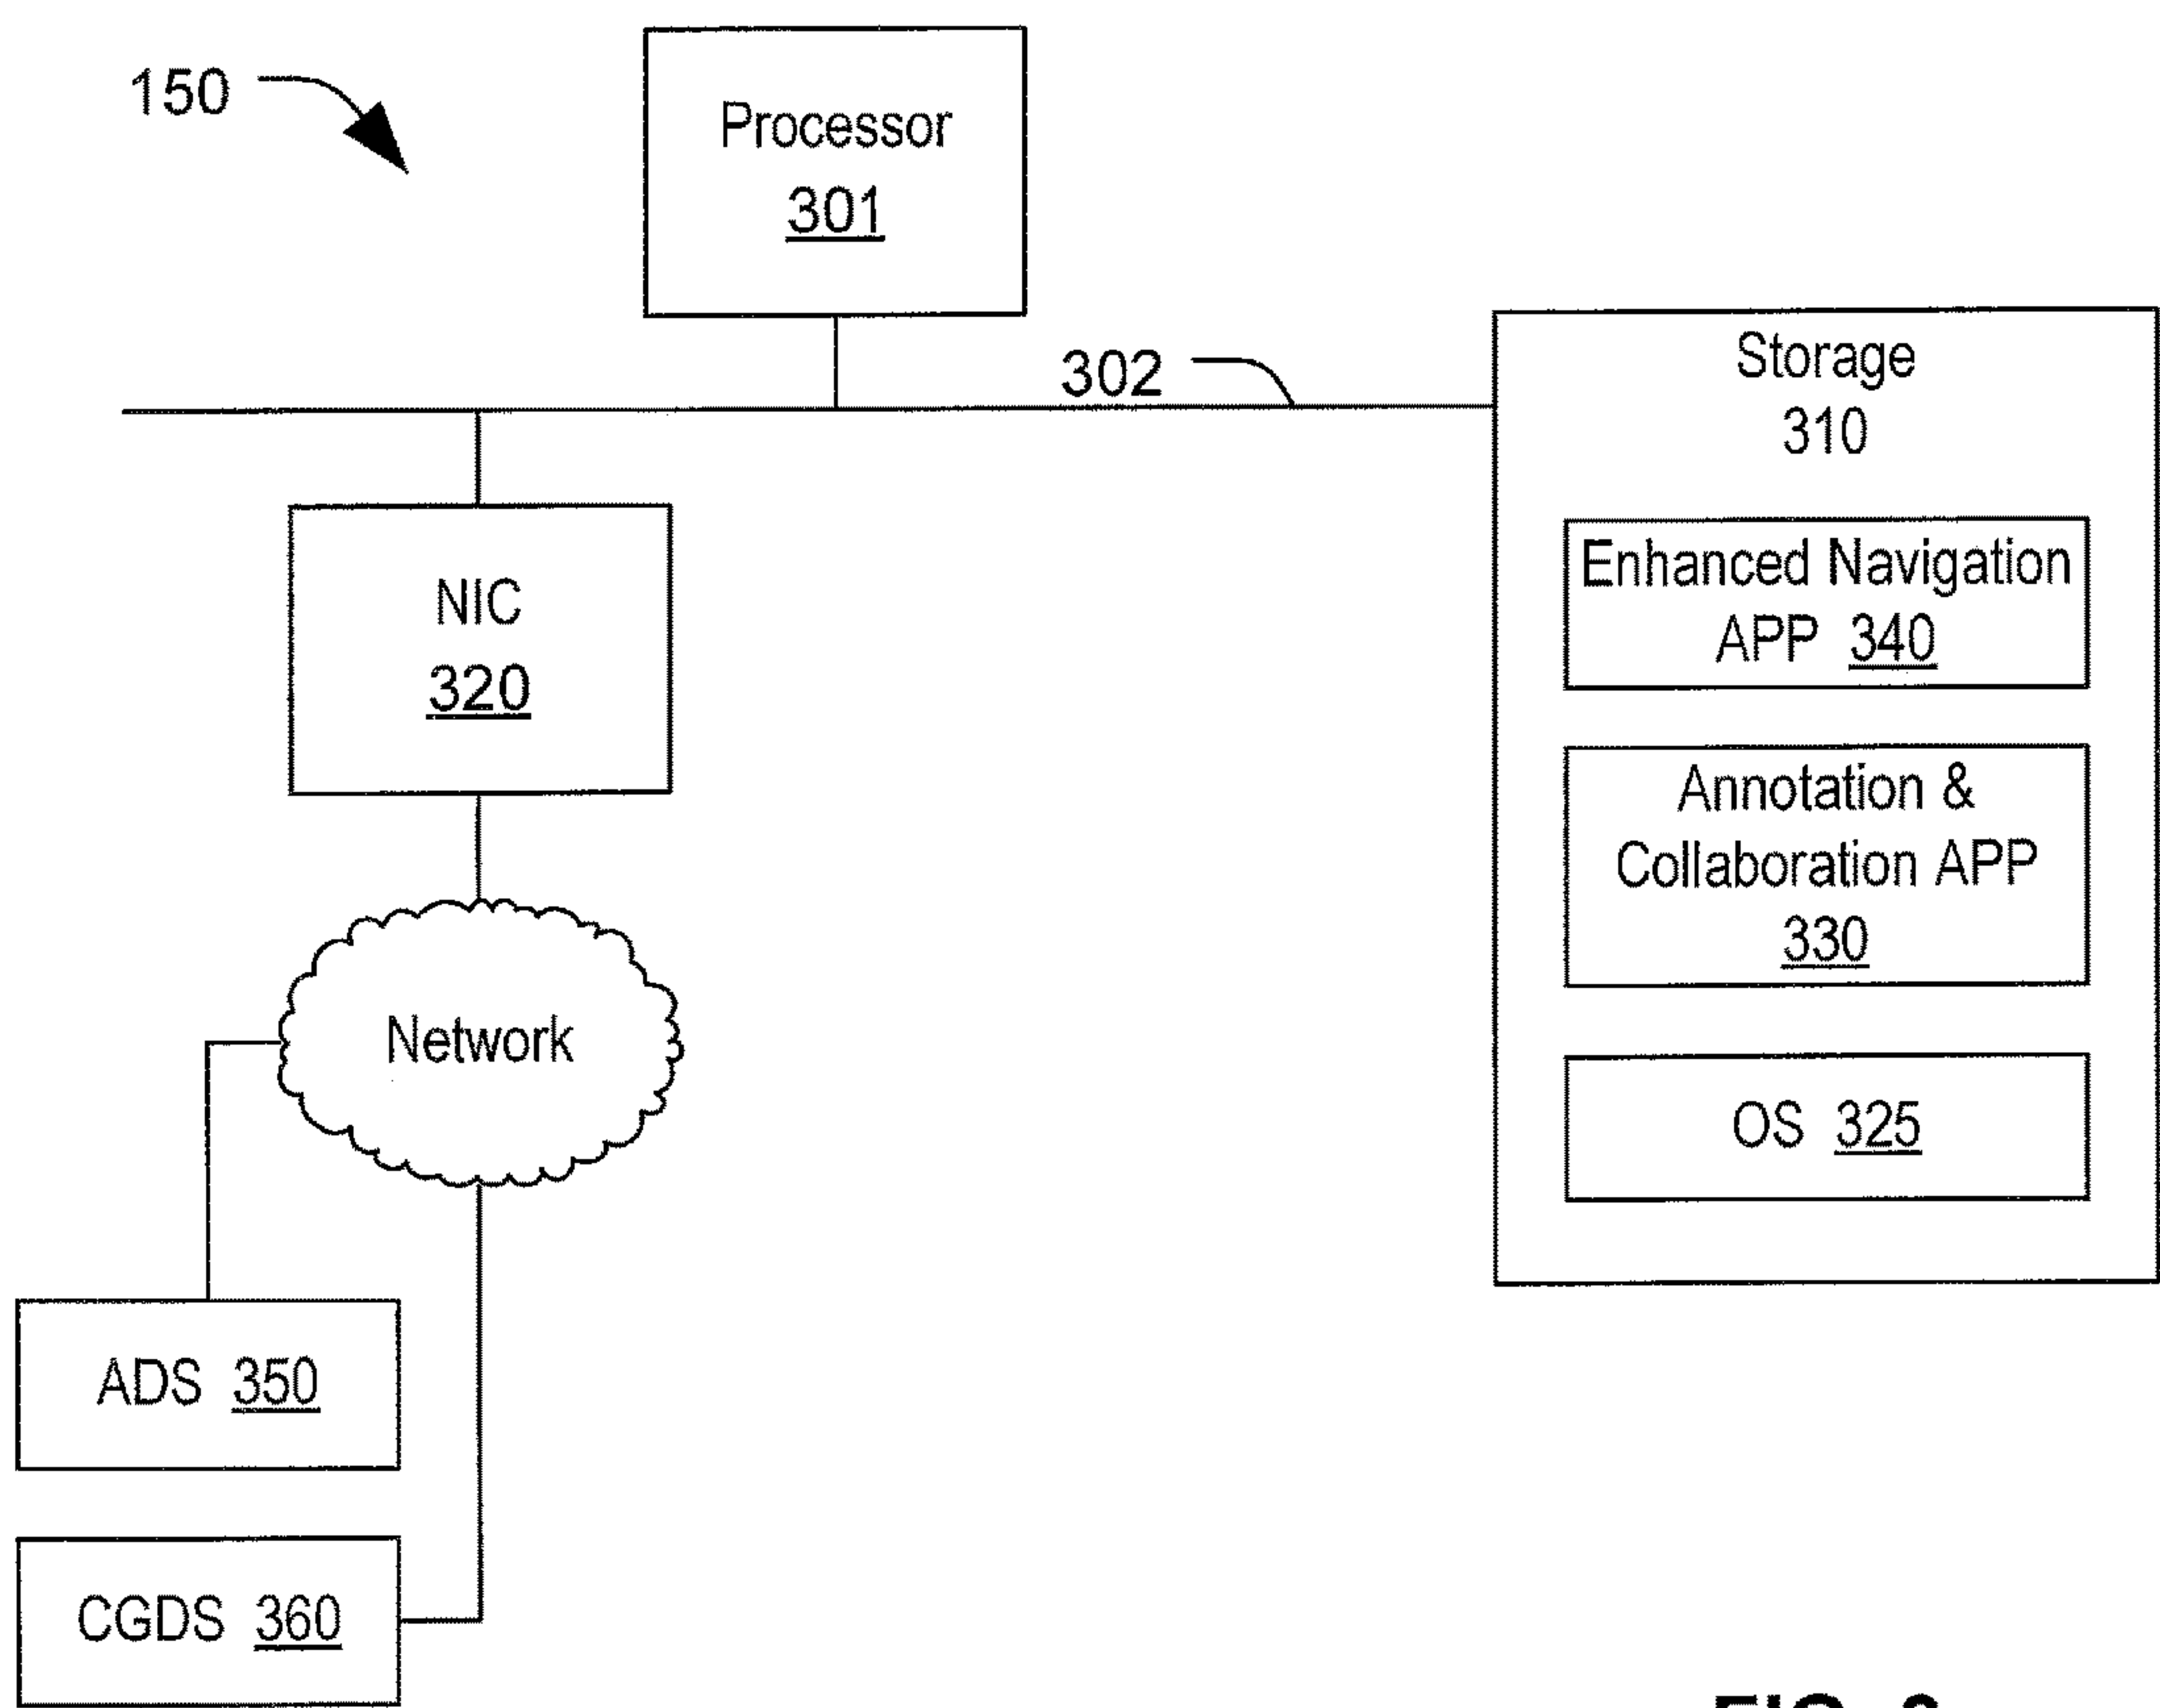 150
Processor
301
302
Storage
310
Enhanced Navigation
APP 340
Annotation &
Collaboration APP
330
OS 325
NIC
320
Network
ADS 350
CGDS 360